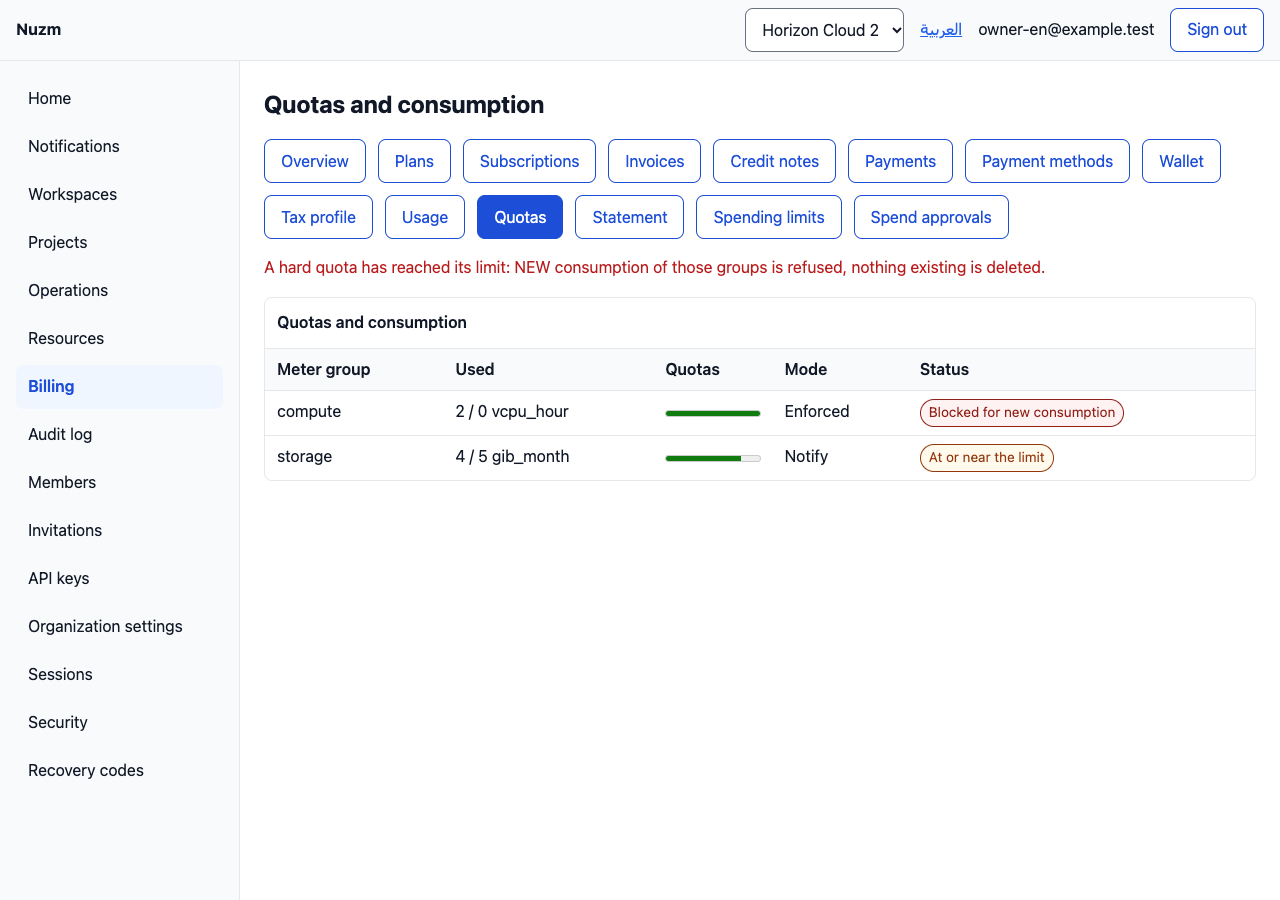 Nuzm
Horizon Cloud 2
العربية
owner-en@example.test
Sign out
Home
Notifications
Workspaces
Projects
Operations
Resources
Billing
Audit log
Members
Invitations
API keys
Organization settings
Sessions
Security
Recovery codes
Quotas and consumption
Overview Plans Subscriptions Invoices Credit notes Payments Payment methods Wallet
Tax profile Usage Quotas Statement Spending limits Spend approvals
A hard quota has reached its limit: NEW consumption of those groups is refused, nothing existing is deleted.
Quotas and consumption
Meter group Used Quotas Mode Status
compute 2 / 0 vcpu_hour Enforced Blocked for new consumption
storage 4 / 5 gib_month Notify At or near the limit